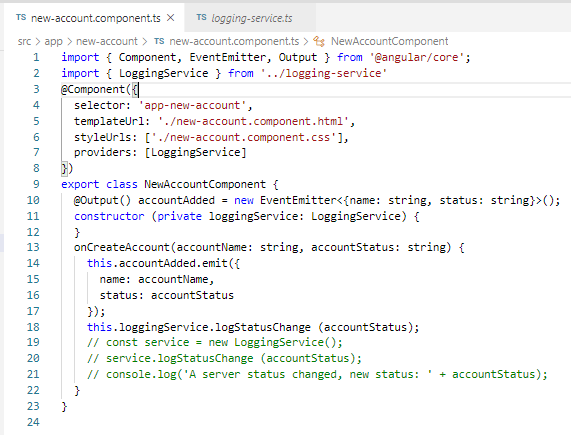 TS new-account.component.ts × TS logging-service.ts
src > app > new-account > TS new-account.component.ts > NewAccountComponent
1 import { Component, EventEmitter, Output } from '@angular/core';
2 import { LoggingService } from '../logging-service'
3 @Component({
4 selector: 'app-new-account',
5 templateUrl: './new-account.component.html',
6 styleUrls: ['./new-account.component.css'],
7 providers: [LoggingService]
8 })
9 export class NewAccountComponent {
10 @Output() accountAdded = new EventEmitter<{name: string, status: string}>();
11 constructor (private loggingService: LoggingService) {
12 }
13 onCreateAccount(accountName: string, accountStatus: string) {
14 this.accountAdded.emit({
15 name: accountName,
16 status: accountStatus
17 });
18 this.loggingService.logStatusChange (accountStatus);
19 // const service = new LoggingService();
20 // service.logStatusChange (accountStatus);
21 // console.log('A server status changed, new status: ' + accountStatus);
22 }
23 }
24